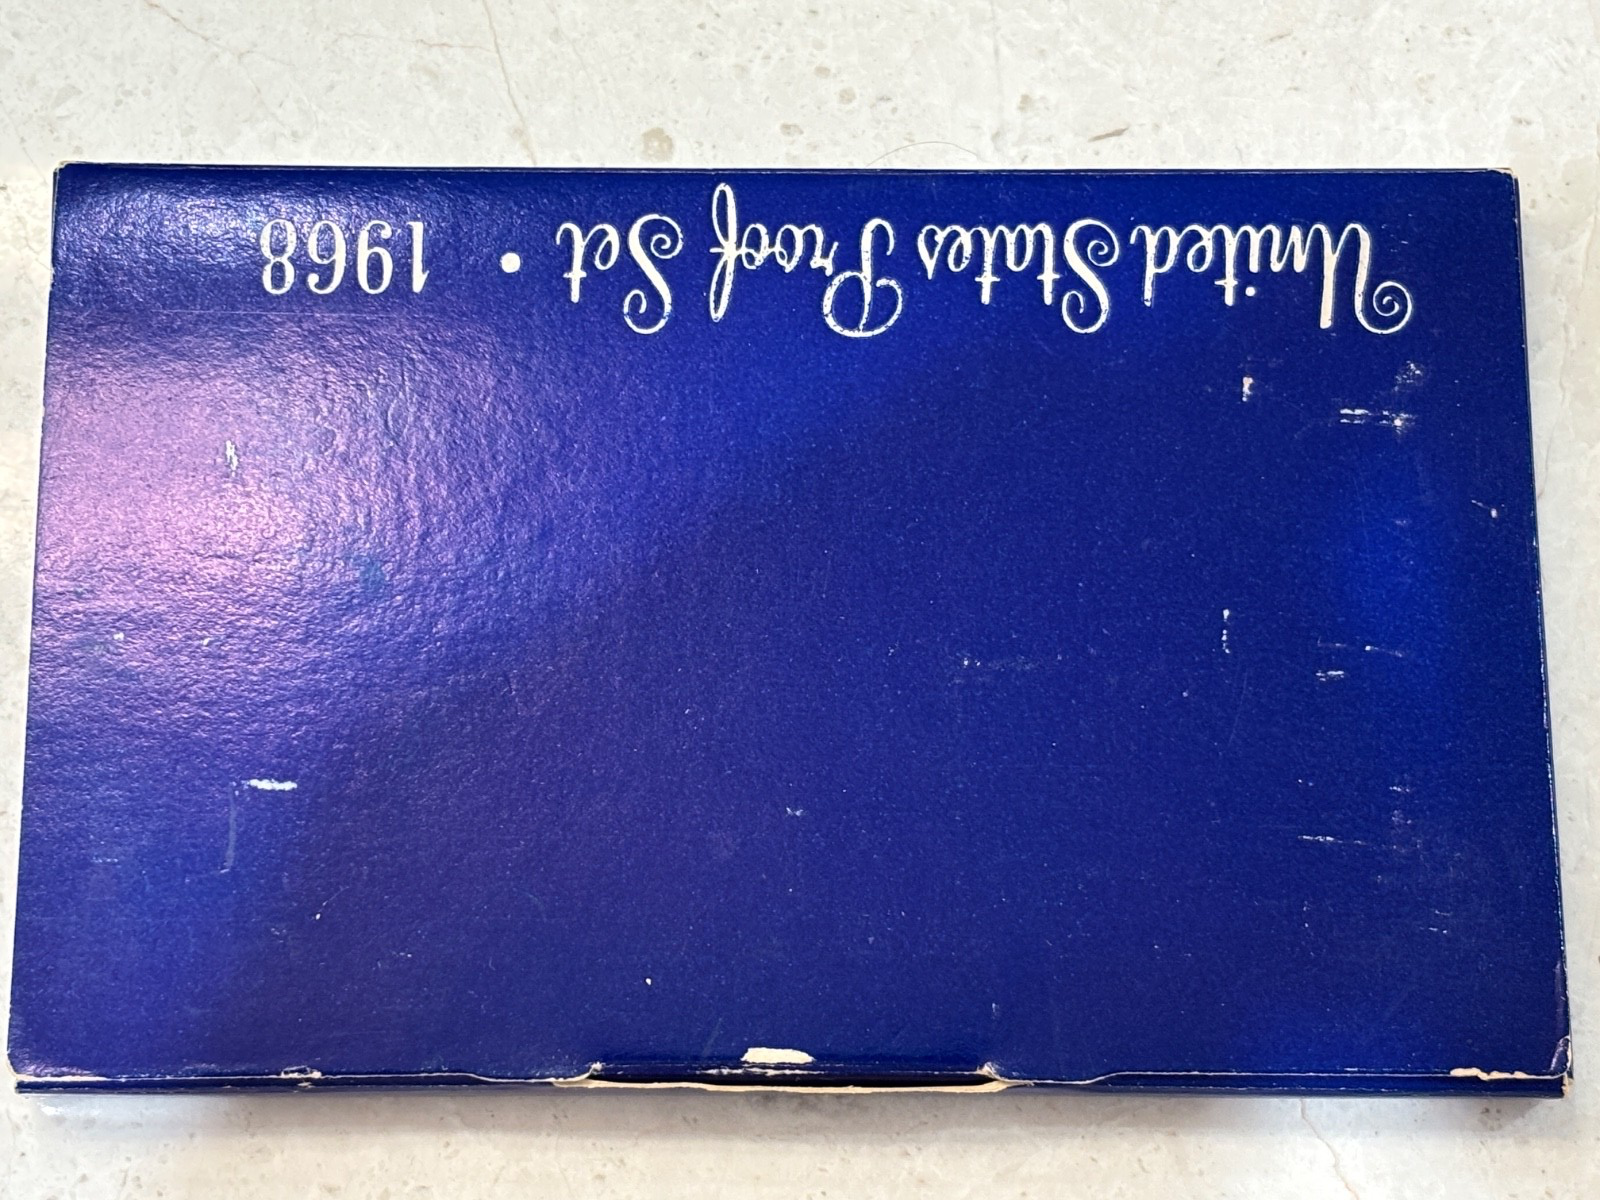 United States Proof Set • 1968